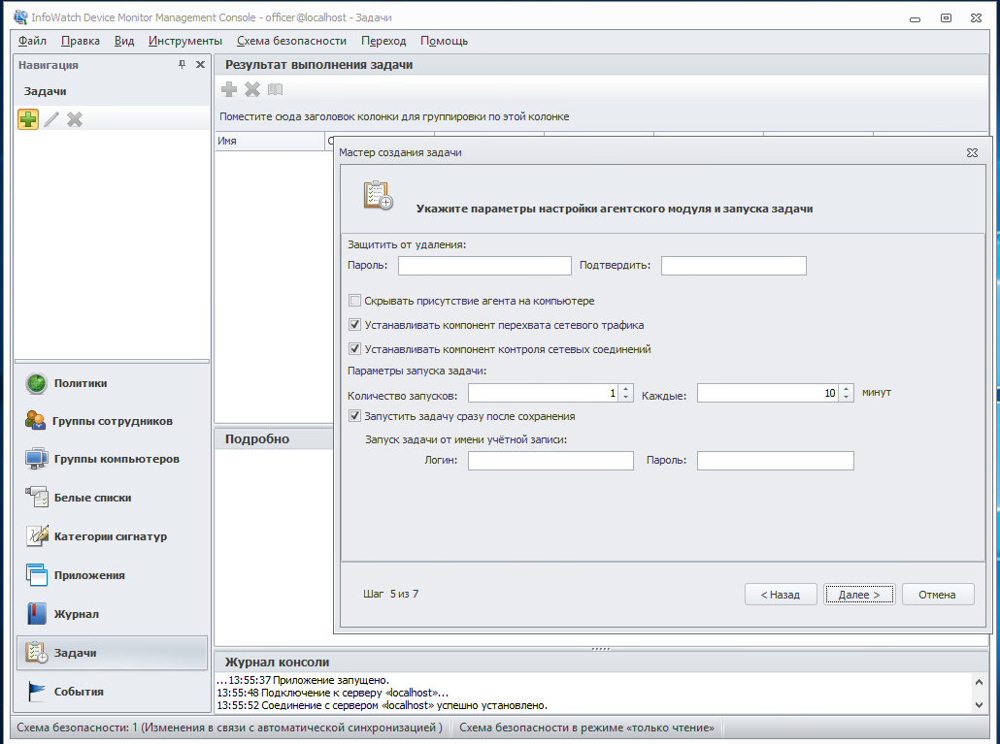 InfoWatch Device Monitor Management Console - officer@localhost - Задачи
Файл Правка Вид Инструменты Схема безопасности Переход Помощь
Навигация
Задачи
Результат выполнения задачи
Поместите сюда заголовок колонки для группировки по этой колонке
Имя
С
Мастер создания задачи
Укажите параметры настройки агентского модуля и запуска задачи
Защитить от удаления:
Пароль: Подтвердить:
Скрывать присутствие агента на компьютере
Устанавливать компонент перехвата сетевого трафика
Устанавливать компонент контроля сетевых соединений
Параметры запуска задачи:
Количество запусков: 1 Каждые: 10 минут
Запустить задачу сразу после сохранения
Запуск задачи от имени учётной записи:
Логин: Пароль:
Шаг 5 из 7
< Назад Далее > Отмена
Политики
Группы сотрудников
Группы компьютеров
Белые списки
Категории сигнатур
Приложения
Журнал
Задачи
События
Подробно
Журнал консоли
...13:55:37 Приложение запущено.
13:55:48 Подключение к серверу «localhost»...
13:55:52 Соединение с сервером «localhost» успешно установлено.
Схема безопасности: 1 (Изменения в связи с автоматической синхронизацией ) Схема безопасности в режиме «только чтение»